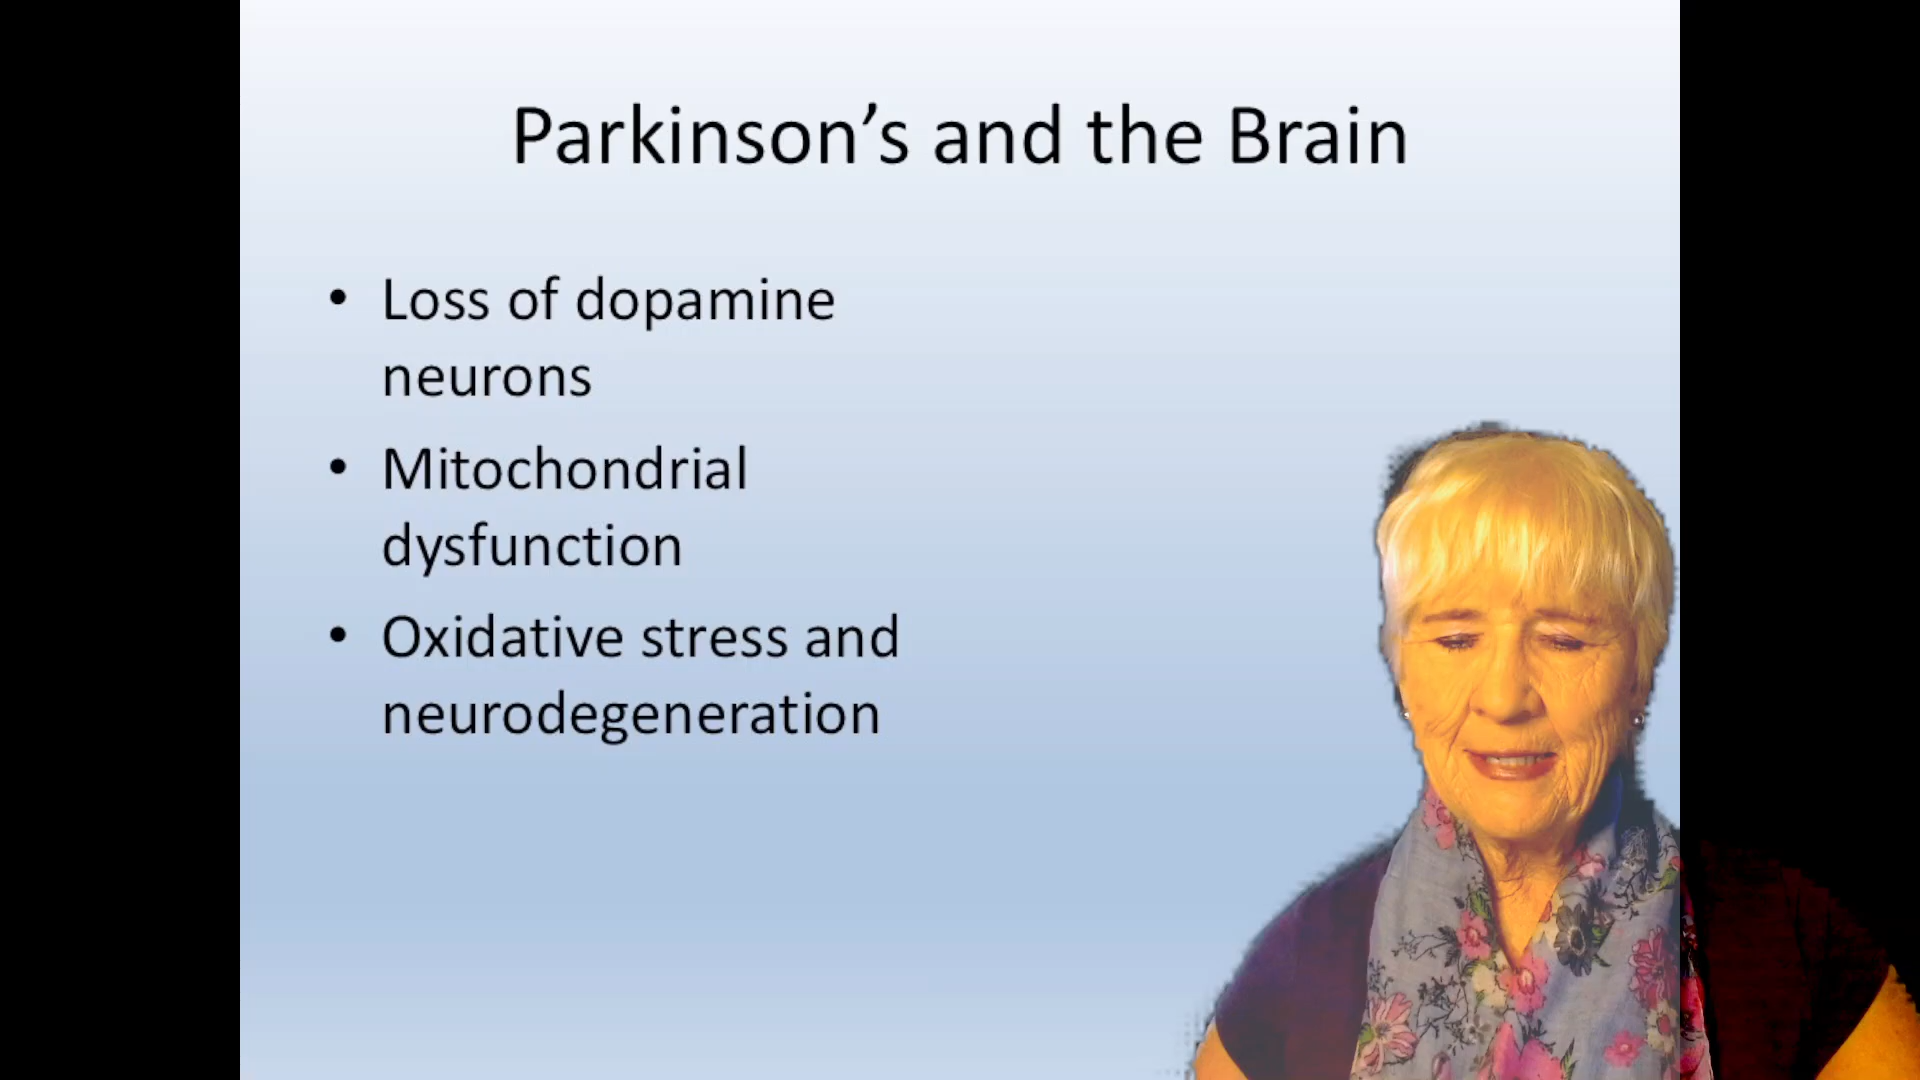 Parkinson’s and the Brain
• Loss of dopamine
neurons
• Mitochondrial
dysfunction
• Oxidative stress and
neurodegeneration